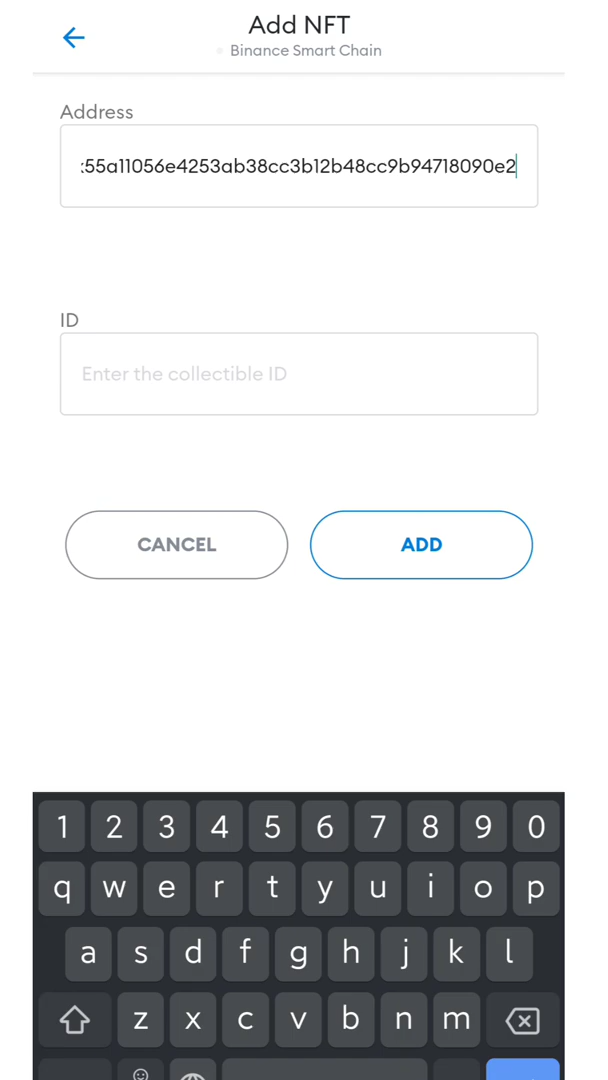 Add NFT
Binance Smart Chain
Address
:55a11056e4253ab38cc3b12b48cc9b94718090e2
ID
Enter the collectible ID
CANCEL
ADD
1 2 3 4 5 6 7 8 9 0
q w e r t y u i o p
a s d f g h j k l
z x c v b n m